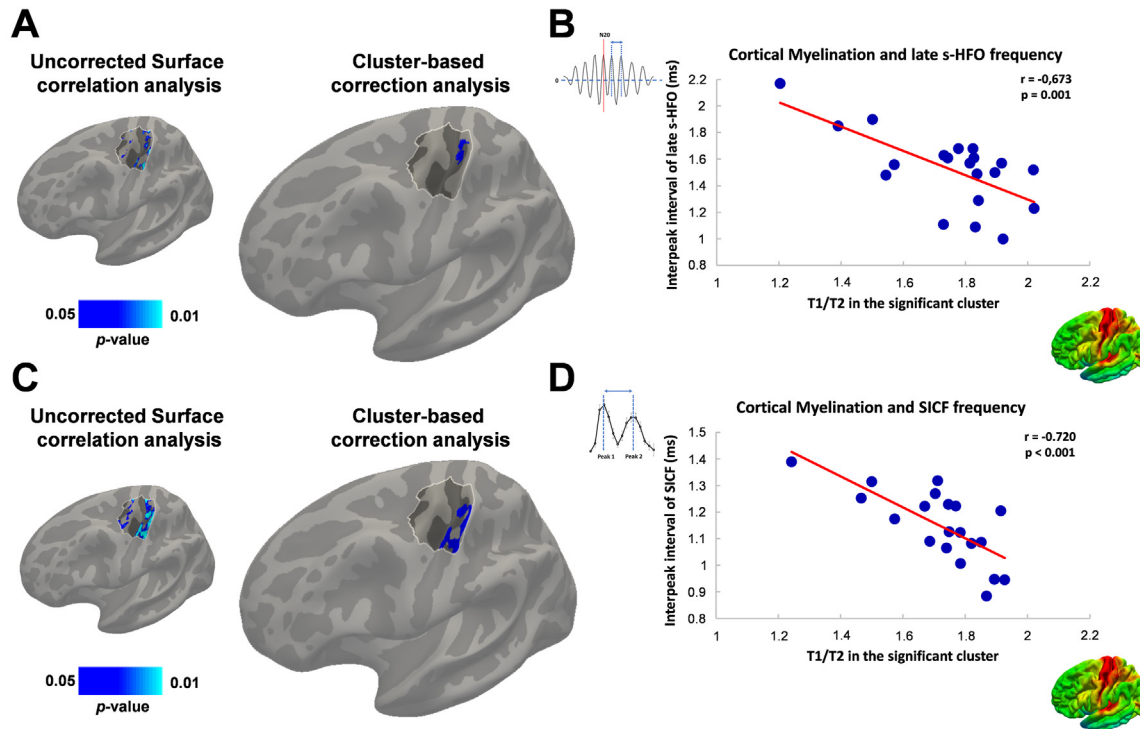 A
Uncorrected Surface
correlation analysis
Cluster-based
correction analysis
0.05
0.01
p-value
B
N20
0
Cortical Myelination and late s-HFO frequency
r = -0,673
p = 0.001
Interpeak interval of late s-HFO (ms)
2.2
2
1.8
1.6
1.4
1.2
1
0.8
1
1.2
1.4
1.6
1.8
2
2.2
T1/T2 in the significant cluster
C
Uncorrected Surface
correlation analysis
Cluster-based
correction analysis
0.05
0.01
p-value
D
Peak 1
Peak 2
Cortical Myelination and SICF frequency
r = -0.720
p < 0.001
Interpeak interval of SICF (ms)
1.5
1.4
1.3
1.2
1.1
1
0.9
0.8
1
1.2
1.4
1.6
1.8
2
2.2
T1/T2 in the significant cluster